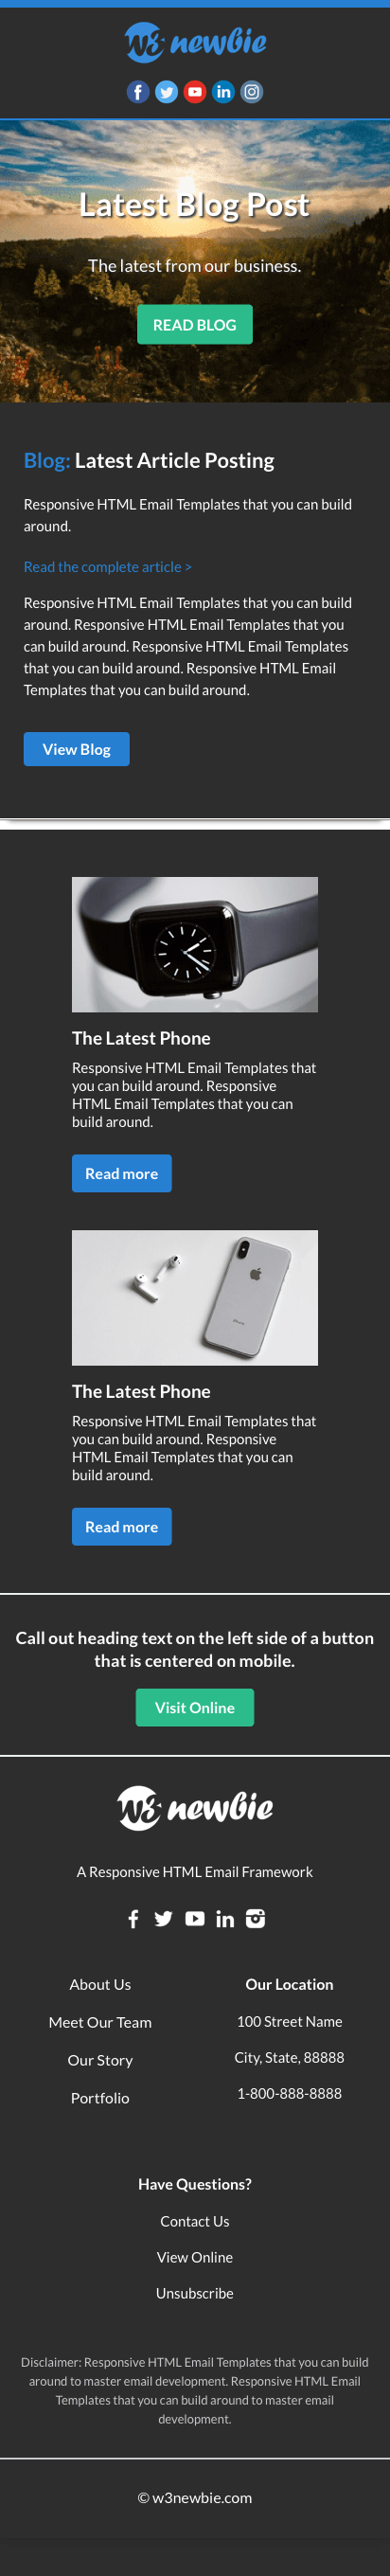 W3 newbie
Latest Blog Post
The latest from our business.
READ BLOG
Blog: Latest Article Posting
Responsive HTML Email Templates that you can build
around.
Read the complete article >
Responsive HTML Email Templates that you can build
around. Responsive HTML Email Templates that you
can build around. Responsive HTML Email Templates
that you can build around. Responsive HTML Email
Templates that you can build around.
View Blog
The Latest Phone
Responsive HTML Email Templates that
you can build around. Responsive
HTML Email Templates that you can
build around.
Read more
iPhone
The Latest Phone
Responsive HTML Email Templates that
you can build around. Responsive
HTML Email Templates that you can
build around.
Read more
Call out heading text on the left side of a button
that is centered on mobile.
Visit Online
W3 newbie
A Responsive HTML Email Framework
About Us
Meet Our Team
Our Story
Portfolio
Our Location
100 Street Name
City, State, 88888
1-800-888-8888
Have Questions?
Contact Us
View Online
Unsubscribe
Disclaimer: Responsive HTML Email Templates that you can build
around to master email development. Responsive HTML Email
Templates that you can build around to master email
development.
© w3newbie.com